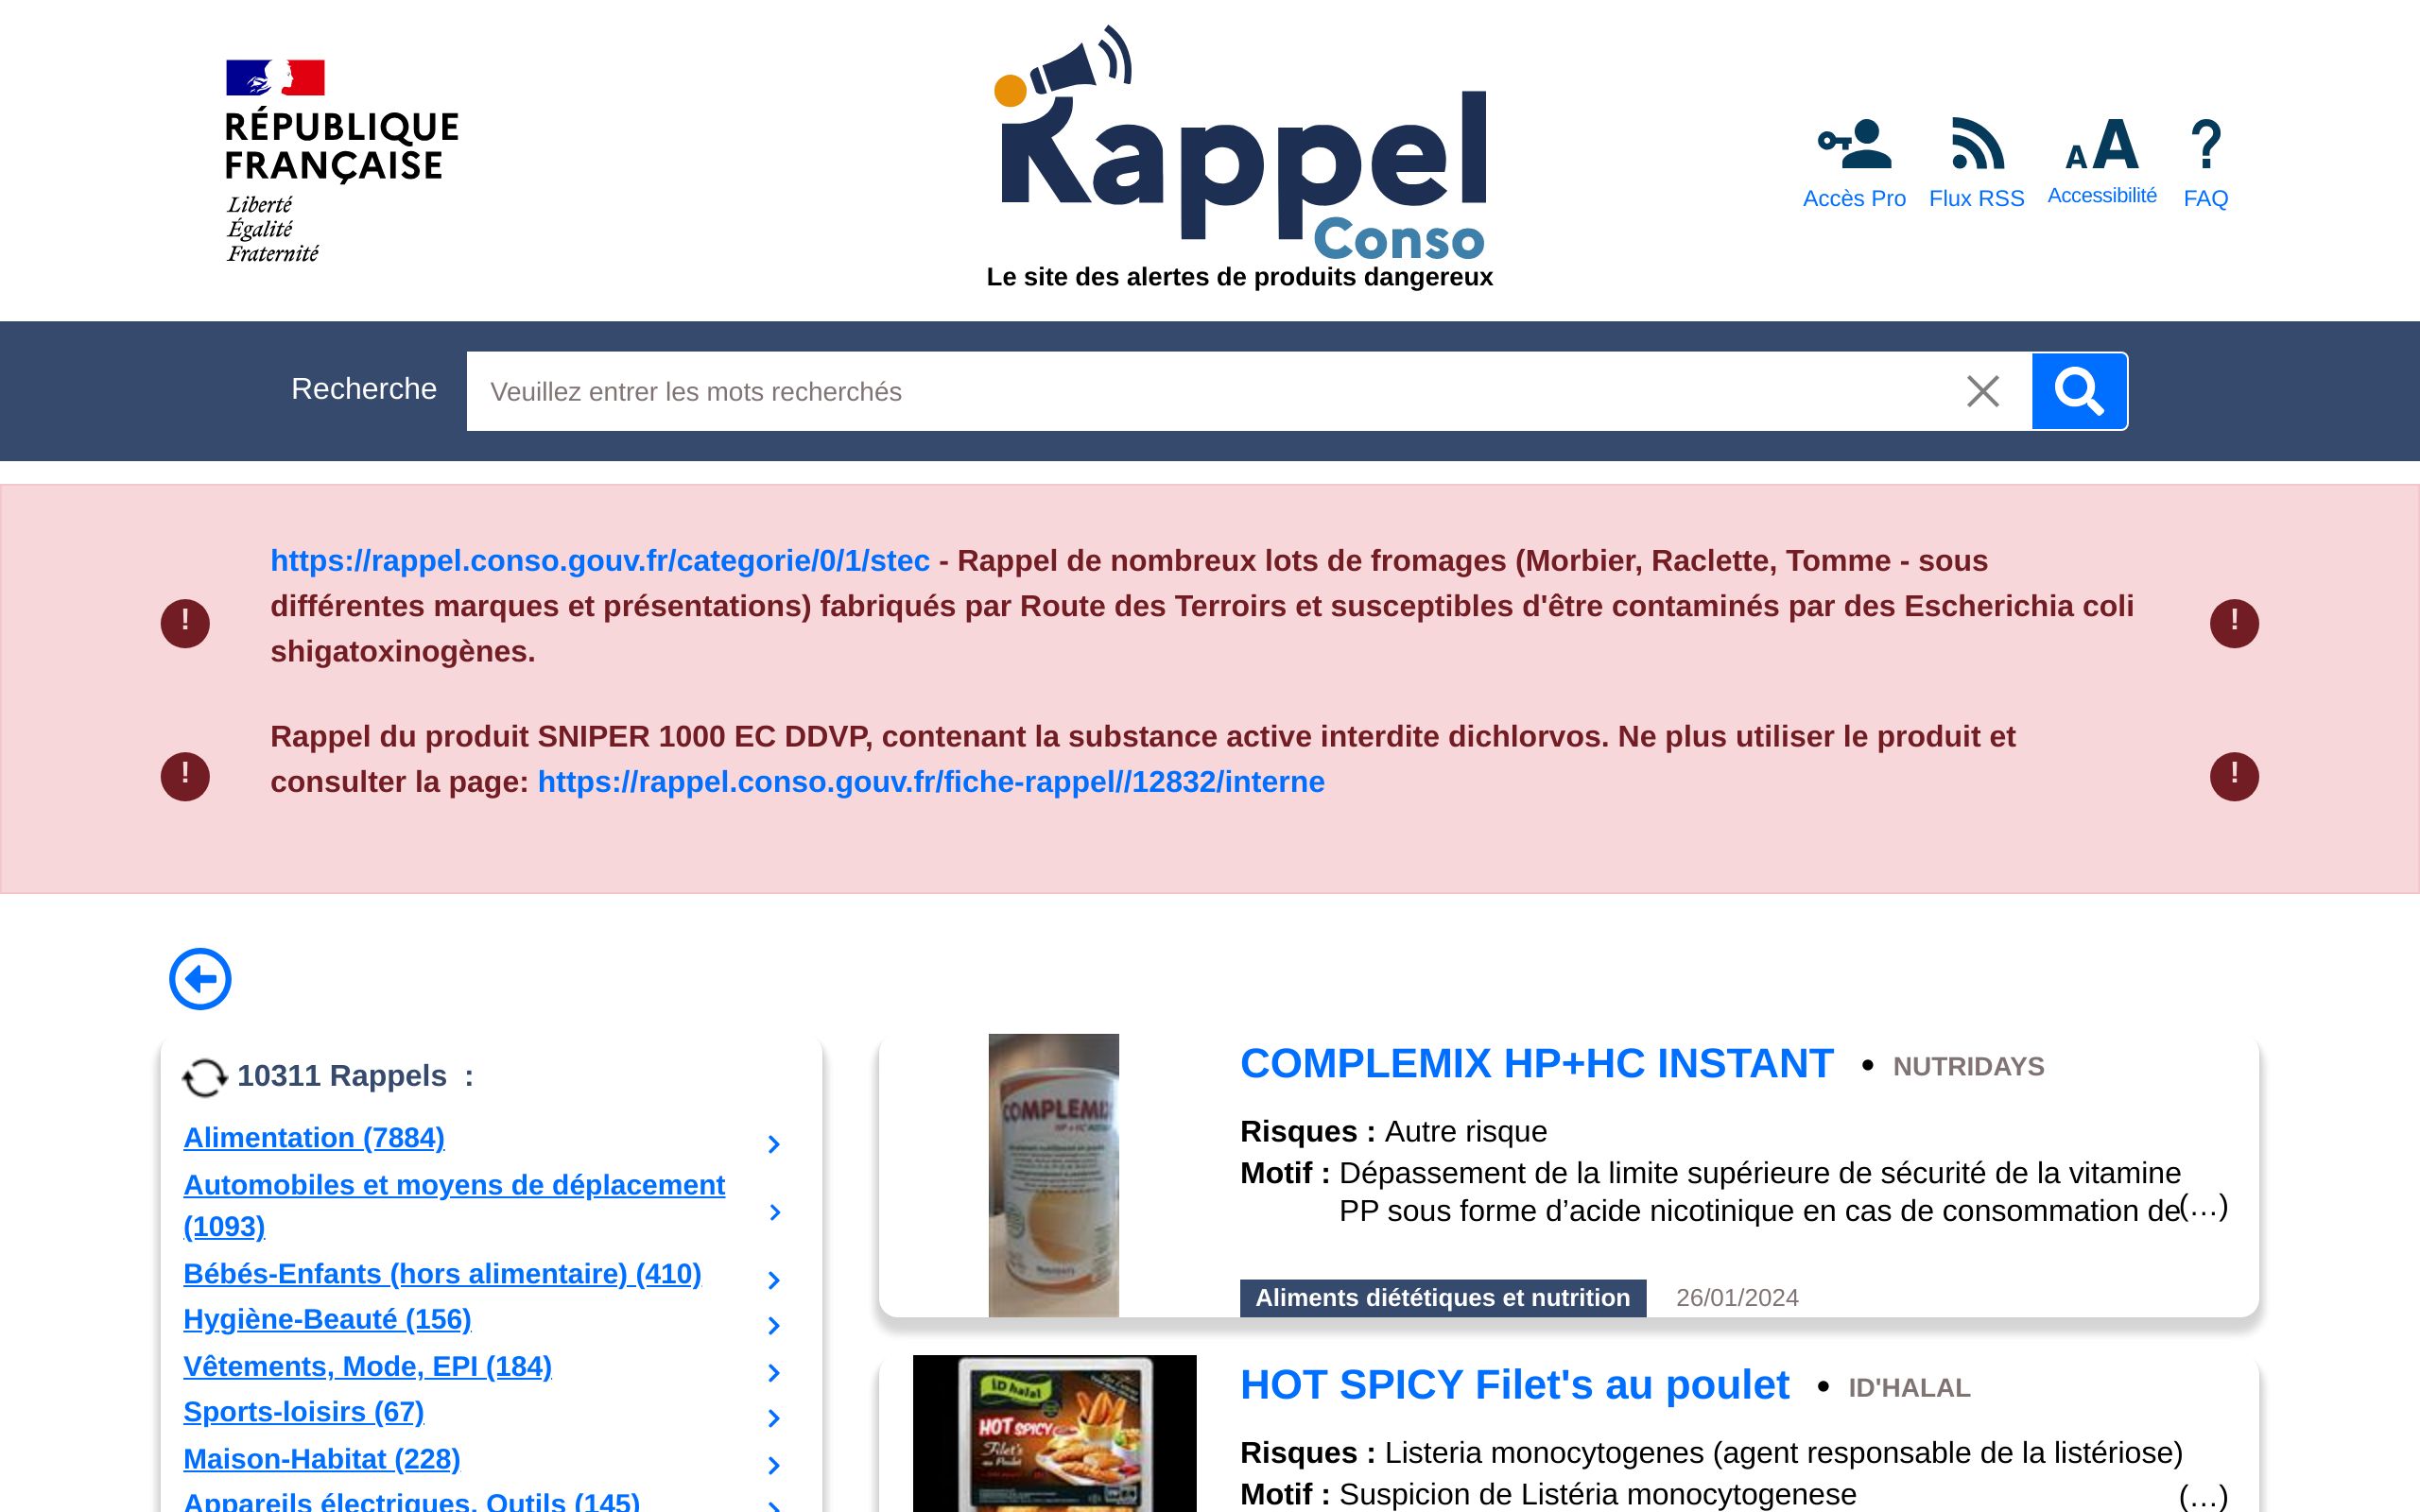 RÉPUBLIQUE
FRANÇAISE
Liberté
Égalité
Fraternité
Rappel
Conso
Le site des alertes de produits dangereux
Accès Pro
Flux RSS
AA
Accessibilité
?
FAQ
Recherche
Veuillez entrer les mots recherchés
https://rappel.conso.gouv.fr/categorie/0/1/stec - Rappel de nombreux lots de fromages (Morbier, Raclette, Tomme - sous
différentes marques et présentations) fabriqués par Route des Terroirs et susceptibles d'être contaminés par des Escherichia coli
shigatoxinogènes.
! !
Rappel du produit SNIPER 1000 EC DDVP, contenant la substance active interdite dichlorvos. Ne plus utiliser le produit et
consulter la page: https://rappel.conso.gouv.fr/fiche-rappel//12832/interne
! !
10311 Rappels :
Alimentation (7884)
Automobiles et moyens de déplacement
(1093)
Bébés-Enfants (hors alimentaire) (410)
Hygiène-Beauté (156)
Vêtements, Mode, EPI (184)
Sports-loisirs (67)
Maison-Habitat (228)
Appareils électriques, Outils (145)
COMPLEMIX
COMPLEMIX HP+HC INSTANT • NUTRIDAYS
Risques : Autre risque
Motif : Dépassement de la limite supérieure de sécurité de la vitamine
PP sous forme d’acide nicotinique en cas de consommation de (…)
Aliments diététiques et nutrition 26/01/2024
iD halal
HOT SPICY
Filet's
au Poulet
HOT SPICY Filet's au poulet • ID'HALAL
Risques : Listeria monocytogenes (agent responsable de la listériose)
Motif : Suspicion de Listéria monocytogenese (…)